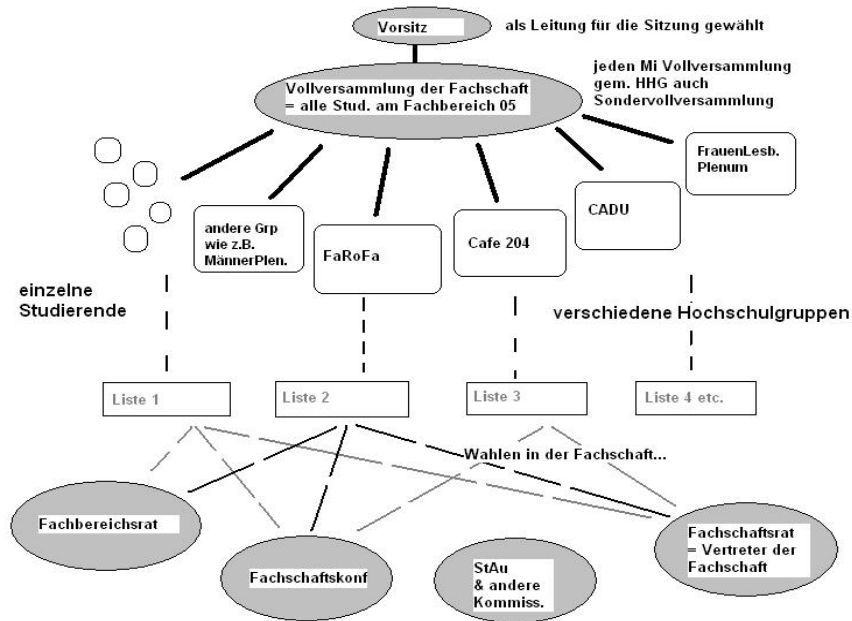 Vorsitz
als Leitung für die Sitzung gewählt
Vollversammlung der Fachschaft
= alle Stud. am Fachbereich 05
jeden Mi Vollversammlung
gem. HHG auch
Sondervollversammlung
FrauenLesb.
Plenum
CADU
Cafe 204
FaRoFa
andere Grp
wie z.B.
MännerPlen.
einzelne
Studierende
verschiedene Hochschulgruppen
Liste 1
Liste 2
Liste 3
Liste 4 etc.
Wahlen in der Fachschaft...
Fachbereichsrat
Fachschaftskonf
StAu
& andere
Kommiss.
Fachschaftsrat
= Vertreter der
Fachschaft